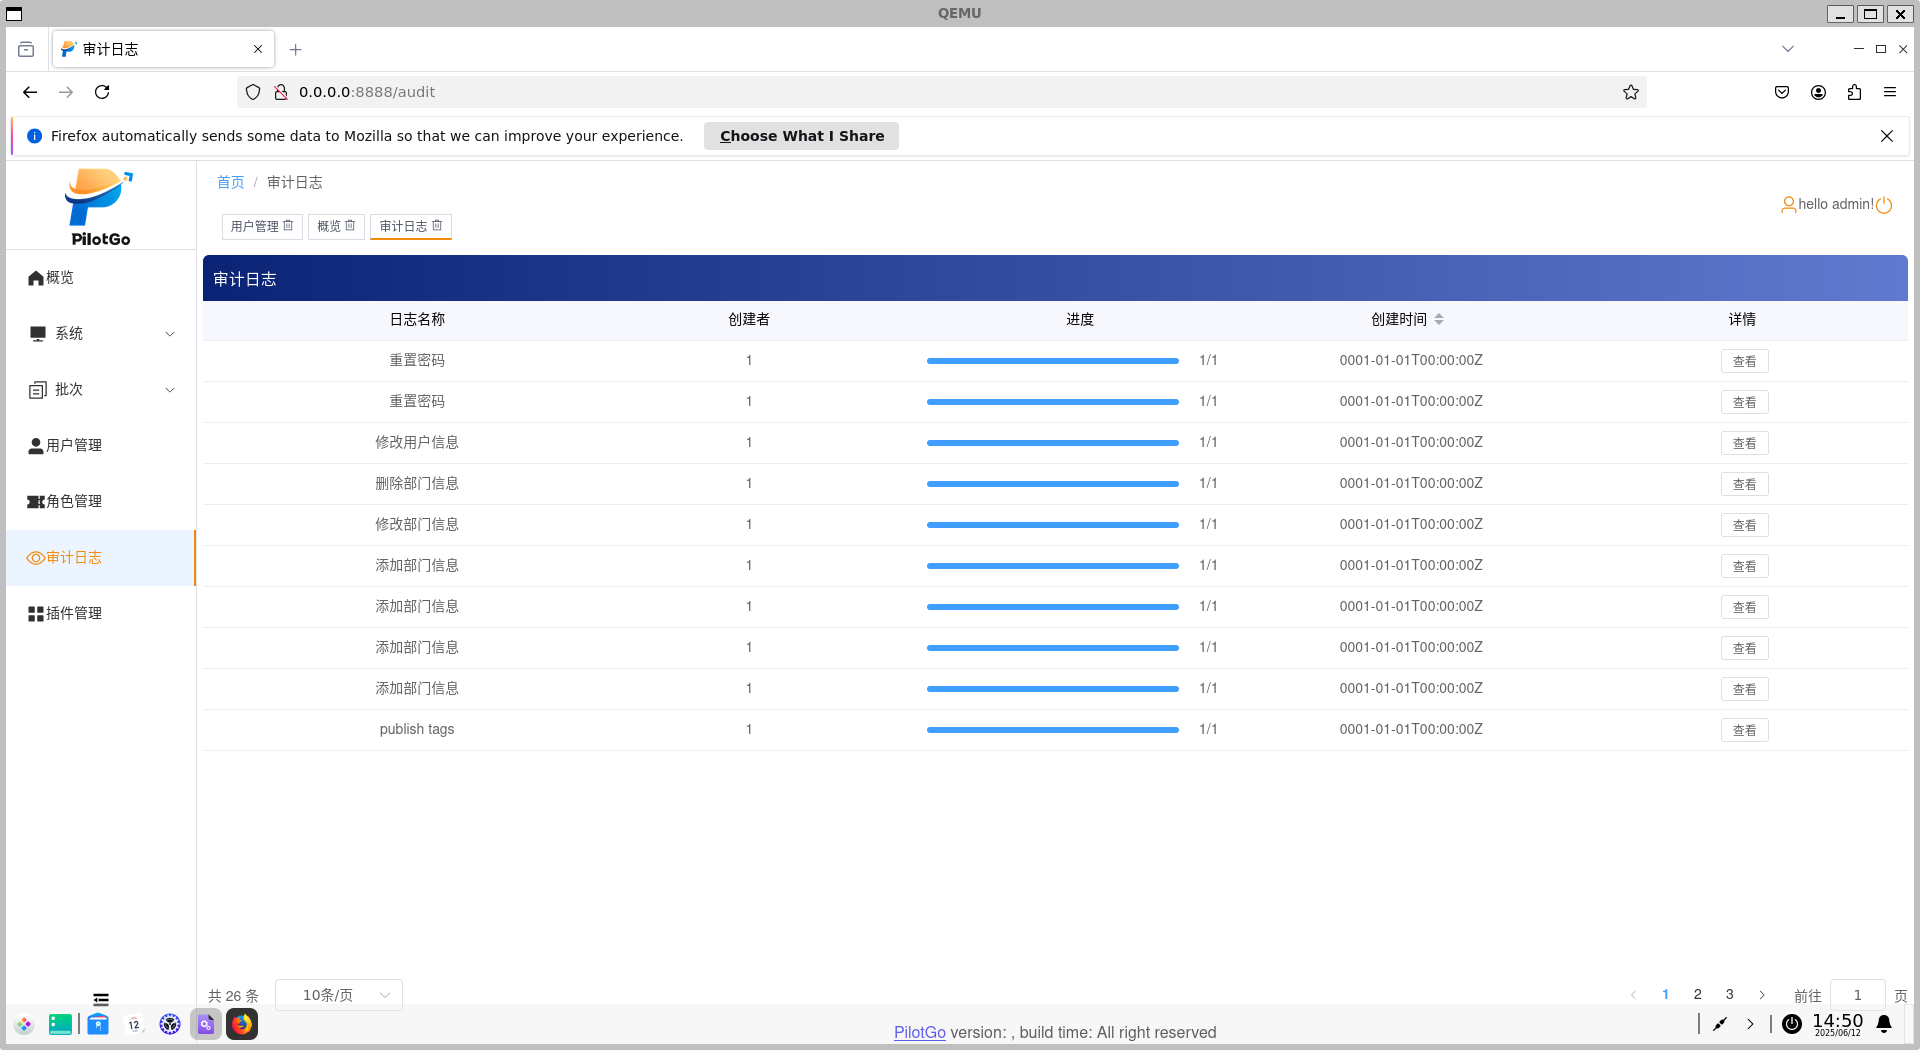 QEMU
审计日志
0.0.0.0:8888/audit
Firefox automatically sends some data to Mozilla so that we can improve your experience. Choose What I Share
PilotGo
首页 / 审计日志
hello admin!
用户管理 概览 审计日志
概览
系统
批次
用户管理
角色管理
审计日志
插件管理
审计日志
日志名称 创建者 进度 创建时间 详情
重置密码 1 1/1 0001-01-01T00:00:00Z 查看
重置密码 1 1/1 0001-01-01T00:00:00Z 查看
修改用户信息 1 1/1 0001-01-01T00:00:00Z 查看
删除部门信息 1 1/1 0001-01-01T00:00:00Z 查看
修改部门信息 1 1/1 0001-01-01T00:00:00Z 查看
添加部门信息 1 1/1 0001-01-01T00:00:00Z 查看
添加部门信息 1 1/1 0001-01-01T00:00:00Z 查看
添加部门信息 1 1/1 0001-01-01T00:00:00Z 查看
添加部门信息 1 1/1 0001-01-01T00:00:00Z 查看
publish tags 1 1/1 0001-01-01T00:00:00Z 查看
共 26 条 10条/页 1 2 3 前往 1 页
PilotGo version: , build time: All right reserved
12
14:50
2025/06/12